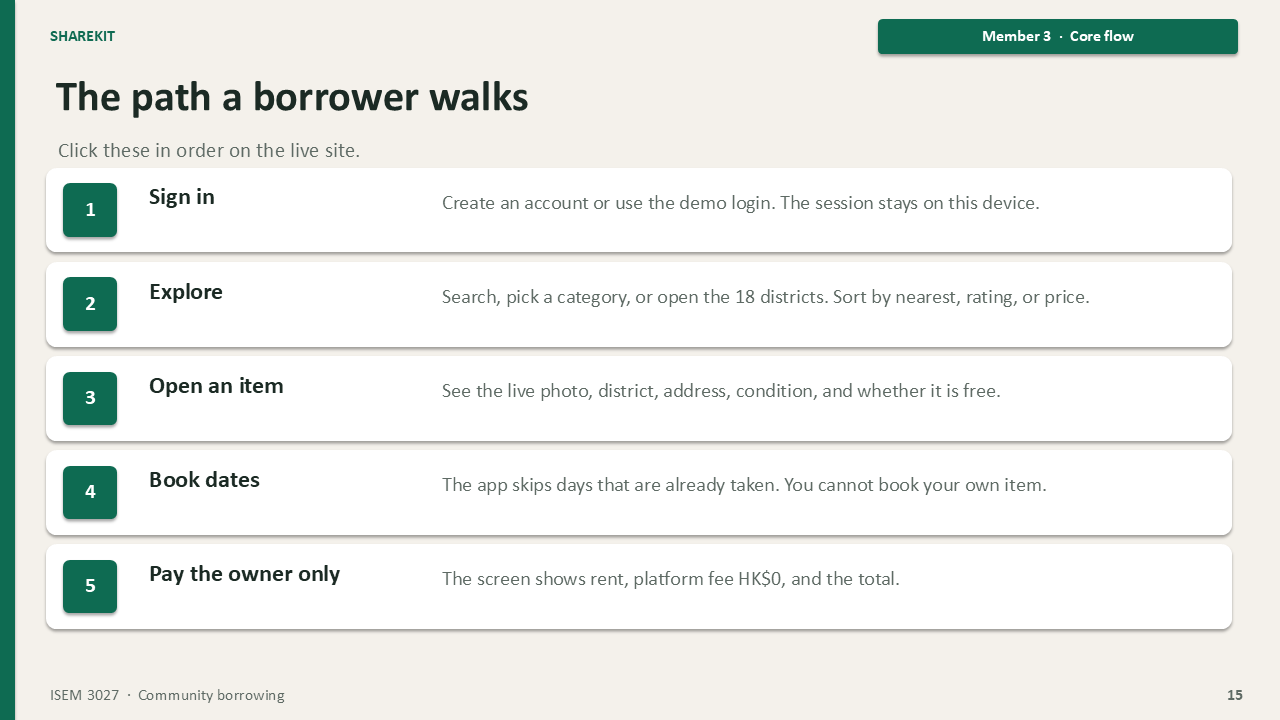 SHAREKIT
Member 3 · Core flow
The path a borrower walks
Click these in order on the live site.
1
Sign in
Create an account or use the demo login. The session stays on this device.
2
Explore
Search, pick a category, or open the 18 districts. Sort by nearest, rating, or price.
3
Open an item
See the live photo, district, address, condition, and whether it is free.
4
Book dates
The app skips days that are already taken. You cannot book your own item.
5
Pay the owner only
The screen shows rent, platform fee HK$0, and the total.
ISEM 3027 · Community borrowing
15